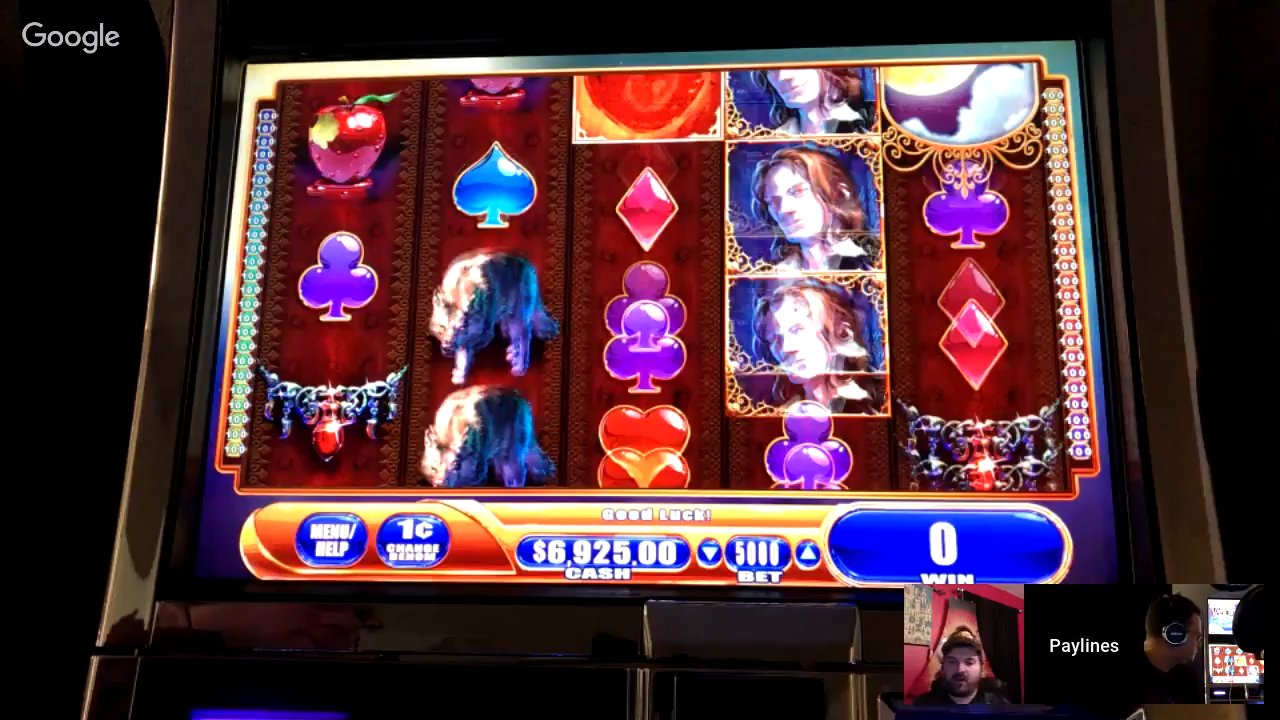 Google
Good Luck!
MENU/
HELP
1¢
CHANGE
DENOM
$6,925.00
CASH
5000
BET
0
WIN
Paylines